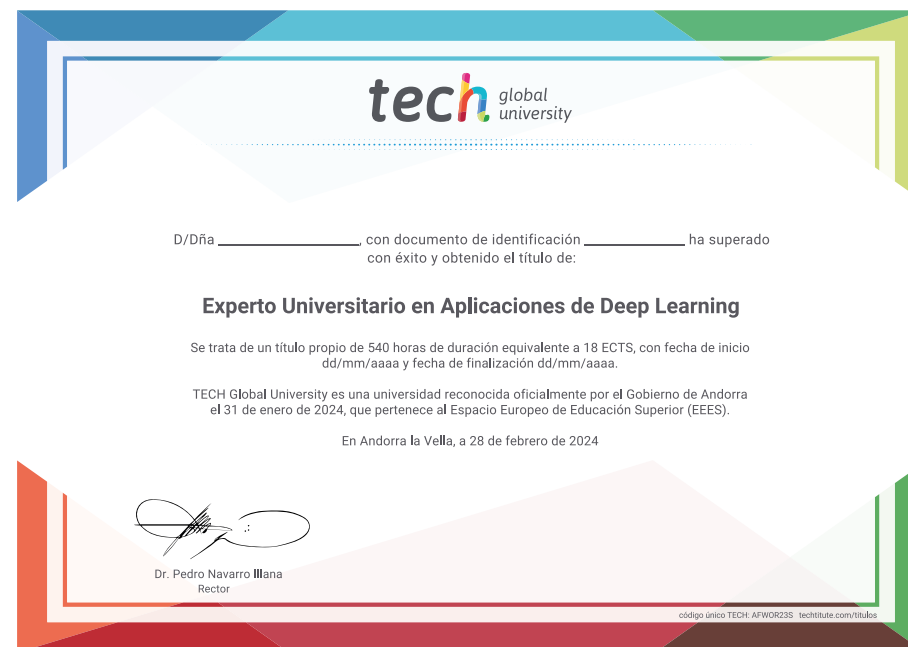 tech global university
D/Dña ____________________, con documento de identificación ______________ ha superado
con éxito y obtenido el título de:
Experto Universitario en Aplicaciones de Deep Learning
Se trata de un título propio de 540 horas de duración equivalente a 18 ECTS, con fecha de inicio
dd/mm/aaaa y fecha de finalización dd/mm/aaaa.
TECH Global University es una universidad reconocida oficialmente por el Gobierno de Andorra
el 31 de enero de 2024, que pertenece al Espacio Europeo de Educación Superior (EEES).
En Andorra la Vella, a 28 de febrero de 2024
Dr. Pedro Navarro Illana
Rector
código único TECH: AFWOR23S techtitute.com/titulos